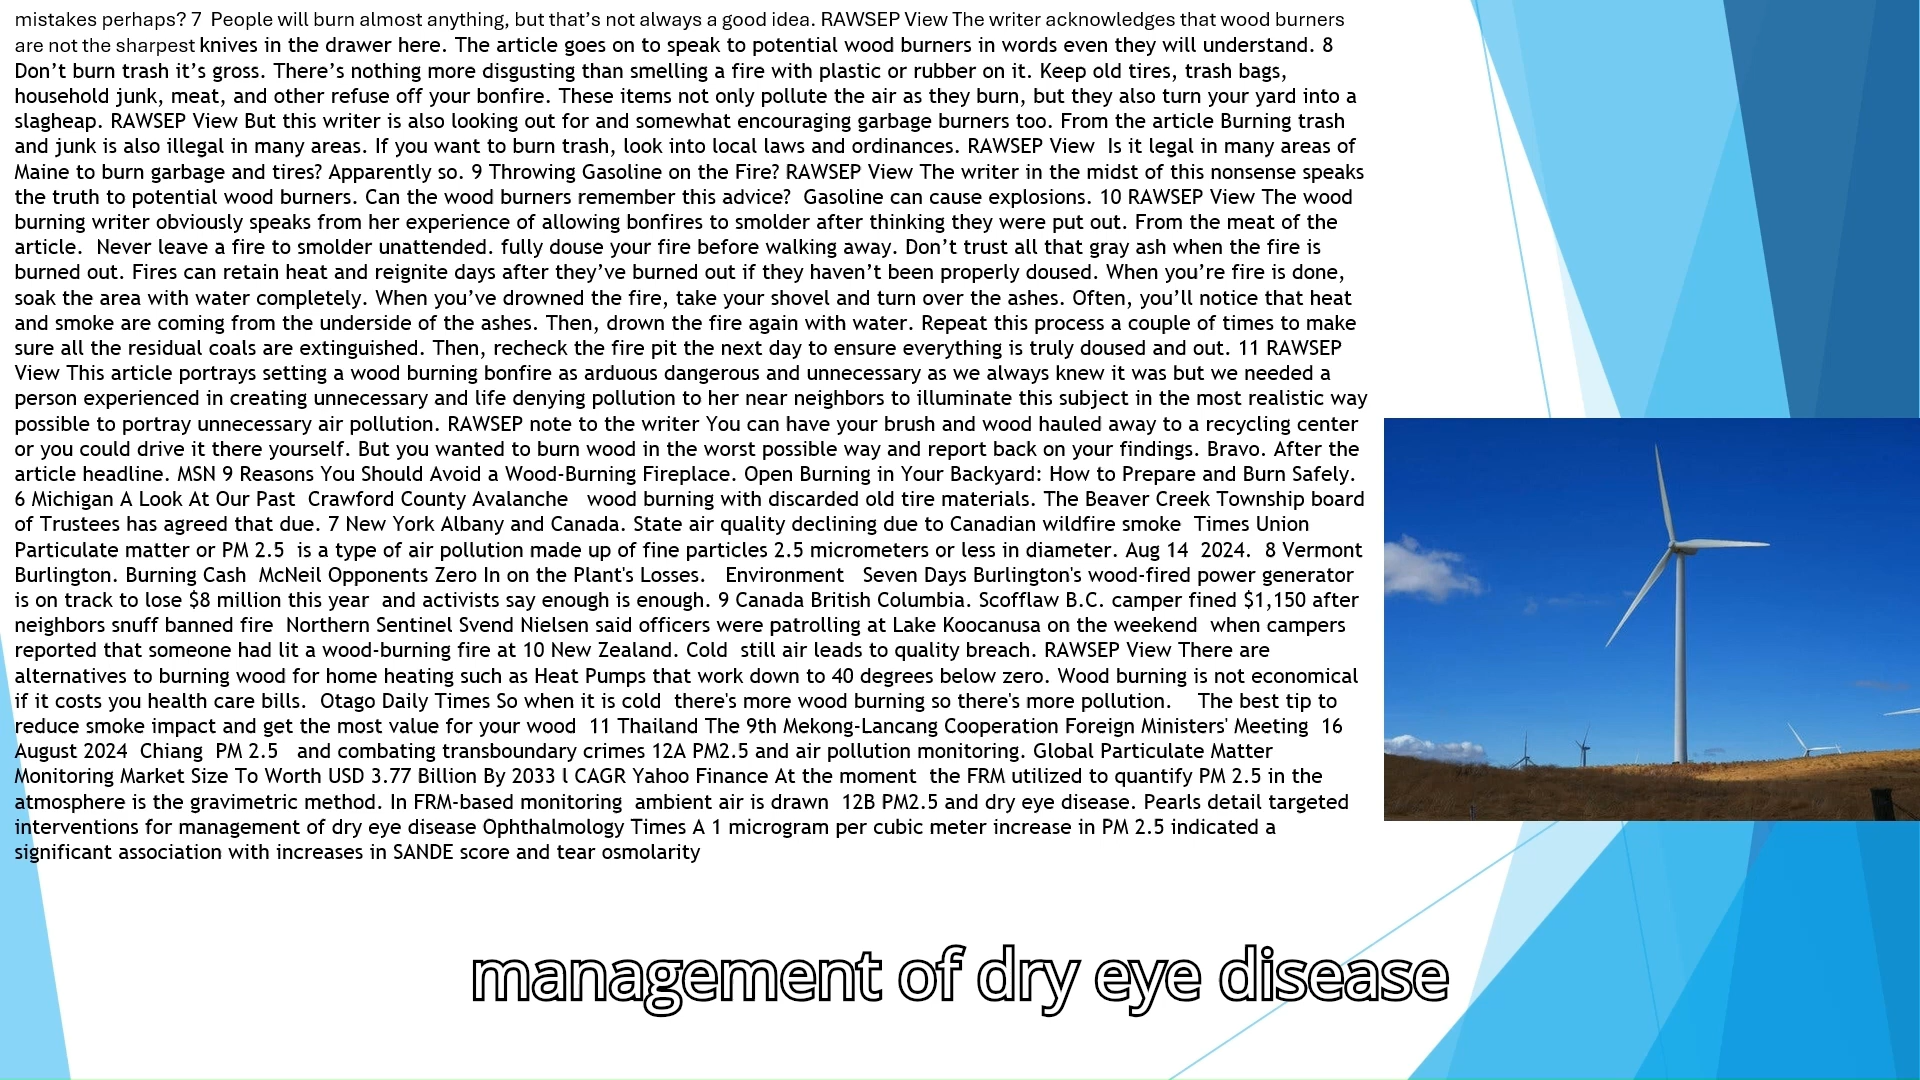 mistakes perhaps? 7  People will burn almost anything, but that’s not always a good idea. RAWSEP View The writer acknowledges that wood burners
are not the sharpest knives in the drawer here. The article goes on to speak to potential wood burners in words even they will understand. 8
Don’t burn trash it’s gross. There’s nothing more disgusting than smelling a fire with plastic or rubber on it. Keep old tires, trash bags,
household junk, meat, and other refuse off your bonfire. These items not only pollute the air as they burn, but they also turn your yard into a
slagheap. RAWSEP View But this writer is also looking out for and somewhat encouraging garbage burners too. From the article Burning trash
and junk is also illegal in many areas. If you want to burn trash, look into local laws and ordinances. RAWSEP View  Is it legal in many areas of
Maine to burn garbage and tires? Apparently so. 9 Throwing Gasoline on the Fire? RAWSEP View The writer in the midst of this nonsense speaks
the truth to potential wood burners. Can the wood burners remember this advice?  Gasoline can cause explosions. 10 RAWSEP View The wood
burning writer obviously speaks from her experience of allowing bonfires to smolder after thinking they were put out. From the meat of the
article.  Never leave a fire to smolder unattended. fully douse your fire before walking away. Don’t trust all that gray ash when the fire is
burned out. Fires can retain heat and reignite days after they’ve burned out if they haven’t been properly doused. When you’re fire is done,
soak the area with water completely. When you’ve drowned the fire, take your shovel and turn over the ashes. Often, you’ll notice that heat
and smoke are coming from the underside of the ashes. Then, drown the fire again with water. Repeat this process a couple of times to make
sure all the residual coals are extinguished. Then, recheck the fire pit the next day to ensure everything is truly doused and out. 11 RAWSEP
View This article portrays setting a wood burning bonfire as arduous dangerous and unnecessary as we always knew it was but we needed a
person experienced in creating unnecessary and life denying pollution to her near neighbors to illuminate this subject in the most realistic way
possible to portray unnecessary air pollution. RAWSEP note to the writer You can have your brush and wood hauled away to a recycling center
or you could drive it there yourself. But you wanted to burn wood in the worst possible way and report back on your findings. Bravo. After the
article headline. MSN 9 Reasons You Should Avoid a Wood-Burning Fireplace. Open Burning in Your Backyard: How to Prepare and Burn Safely.
6 Michigan A Look At Our Past  Crawford County Avalanche   wood burning with discarded old tire materials. The Beaver Creek Township board
of Trustees has agreed that due. 7 New York Albany and Canada. State air quality declining due to Canadian wildfire smoke  Times Union
Particulate matter or PM 2.5  is a type of air pollution made up of fine particles 2.5 micrometers or less in diameter. Aug 14  2024.  8 Vermont
Burlington. Burning Cash  McNeil Opponents Zero In on the Plant's Losses.   Environment   Seven Days Burlington's wood-fired power generator
is on track to lose $8 million this year  and activists say enough is enough. 9 Canada British Columbia. Scofflaw B.C. camper fined $1,150 after
neighbors snuff banned fire  Northern Sentinel Svend Nielsen said officers were patrolling at Lake Koocanusa on the weekend  when campers
reported that someone had lit a wood-burning fire at 10 New Zealand. Cold  still air leads to quality breach. RAWSEP View There are
alternatives to burning wood for home heating such as Heat Pumps that work down to 40 degrees below zero. Wood burning is not economical
if it costs you health care bills.  Otago Daily Times So when it is cold  there's more wood burning so there's more pollution.    The best tip to
reduce smoke impact and get the most value for your wood  11 Thailand The 9th Mekong-Lancang Cooperation Foreign Ministers' Meeting  16
August 2024  Chiang  PM 2.5   and combating transboundary crimes 12A PM2.5 and air pollution monitoring. Global Particulate Matter
Monitoring Market Size To Worth USD 3.77 Billion By 2033 l CAGR Yahoo Finance At the moment  the FRM utilized to quantify PM 2.5 in the
atmosphere is the gravimetric method. In FRM-based monitoring  ambient air is drawn  12B PM2.5 and dry eye disease. Pearls detail targeted
interventions for management of dry eye disease Ophthalmology Times A 1 microgram per cubic meter increase in PM 2.5 indicated a
significant association with increases in SANDE score and tear osmolarity
management of dry eye disease